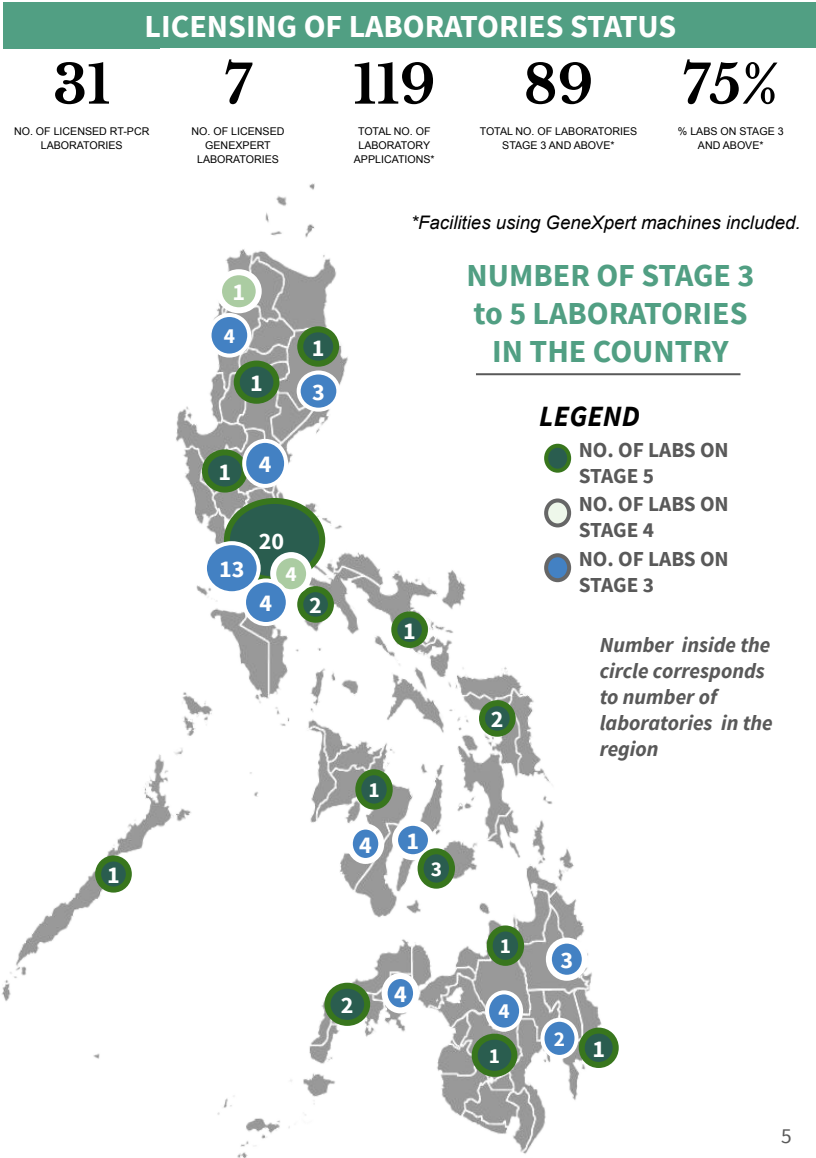 LICENSING OF LABORATORIES STATUS
31
7
119
89
75%
NO. OF LICENSED RT-PCR
LABORATORIES
NO. OF LICENSED
GENEXPERT
LABORATORIES
TOTAL NO. OF
LABORATORY
APPLICATIONS*
TOTAL NO. OF LABORATORIES
STAGE 3 AND ABOVE*
% LABS ON STAGE 3
AND ABOVE*
*Facilities using GeneXpert machines included.
NUMBER OF STAGE 3
to 5 LABORATORIES
IN THE COUNTRY
LEGEND
NO. OF LABS ON
STAGE 5
NO. OF LABS ON
STAGE 4
NO. OF LABS ON
STAGE 3
Number inside the
circle corresponds
to number of
laboratories in the
region
1
4
1
1
3
1
4
20
13
4
4
2
1
2
1
4
1
3
1
1
3
2
4
4
1
2
1
5